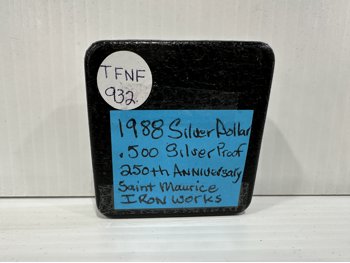 TFNF
932
1988 Silver Dollar
.500 Silver Proof
250th ANNIVERSARY
Saint Maurice
IRON WORKS